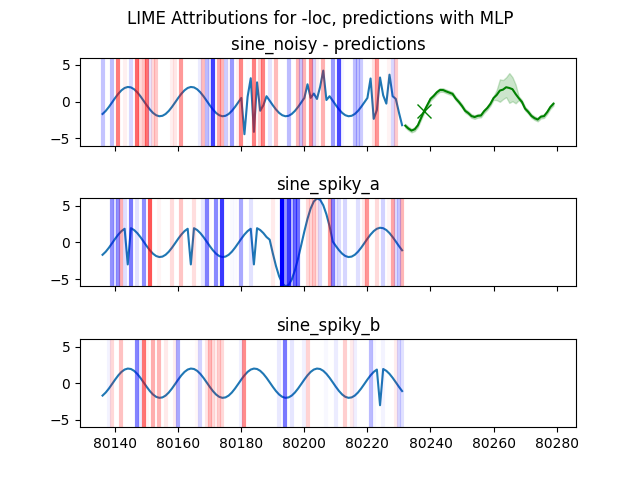 LIME Attributions for -loc, predictions with MLP
sine_noisy - predictions
5
0
−5
sine_spiky_a
5
0
−5
sine_spiky_b
5
0
−5
80140 80160 80180 80200 80220 80240 80260 80280